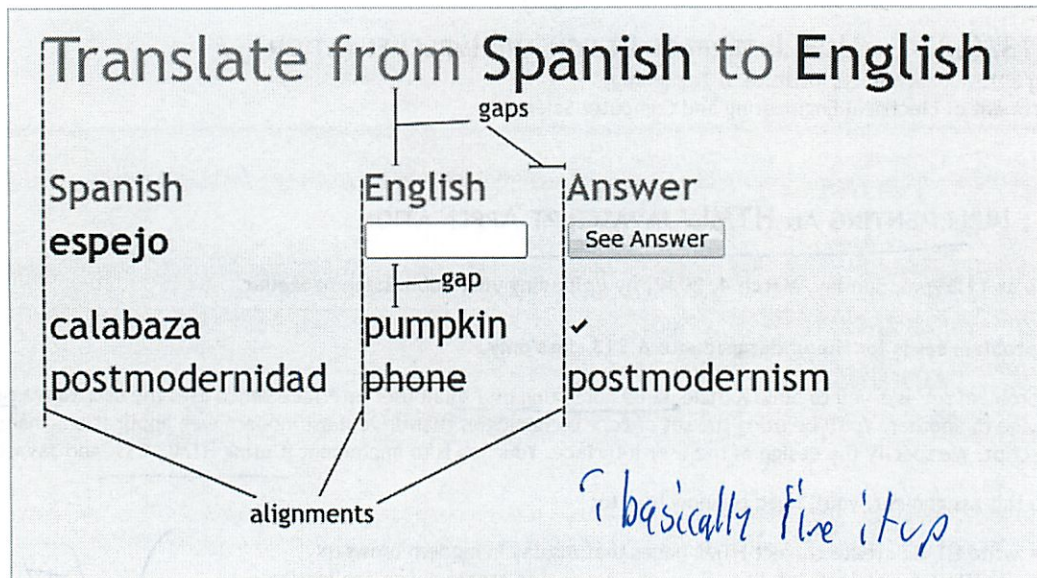 Translate from Spanish to English
gaps
Spanish English Answer
espejo See Answer
gap
calabaza pumpkin ✓
postmodernidad phone postmodernism
alignments
basically it up